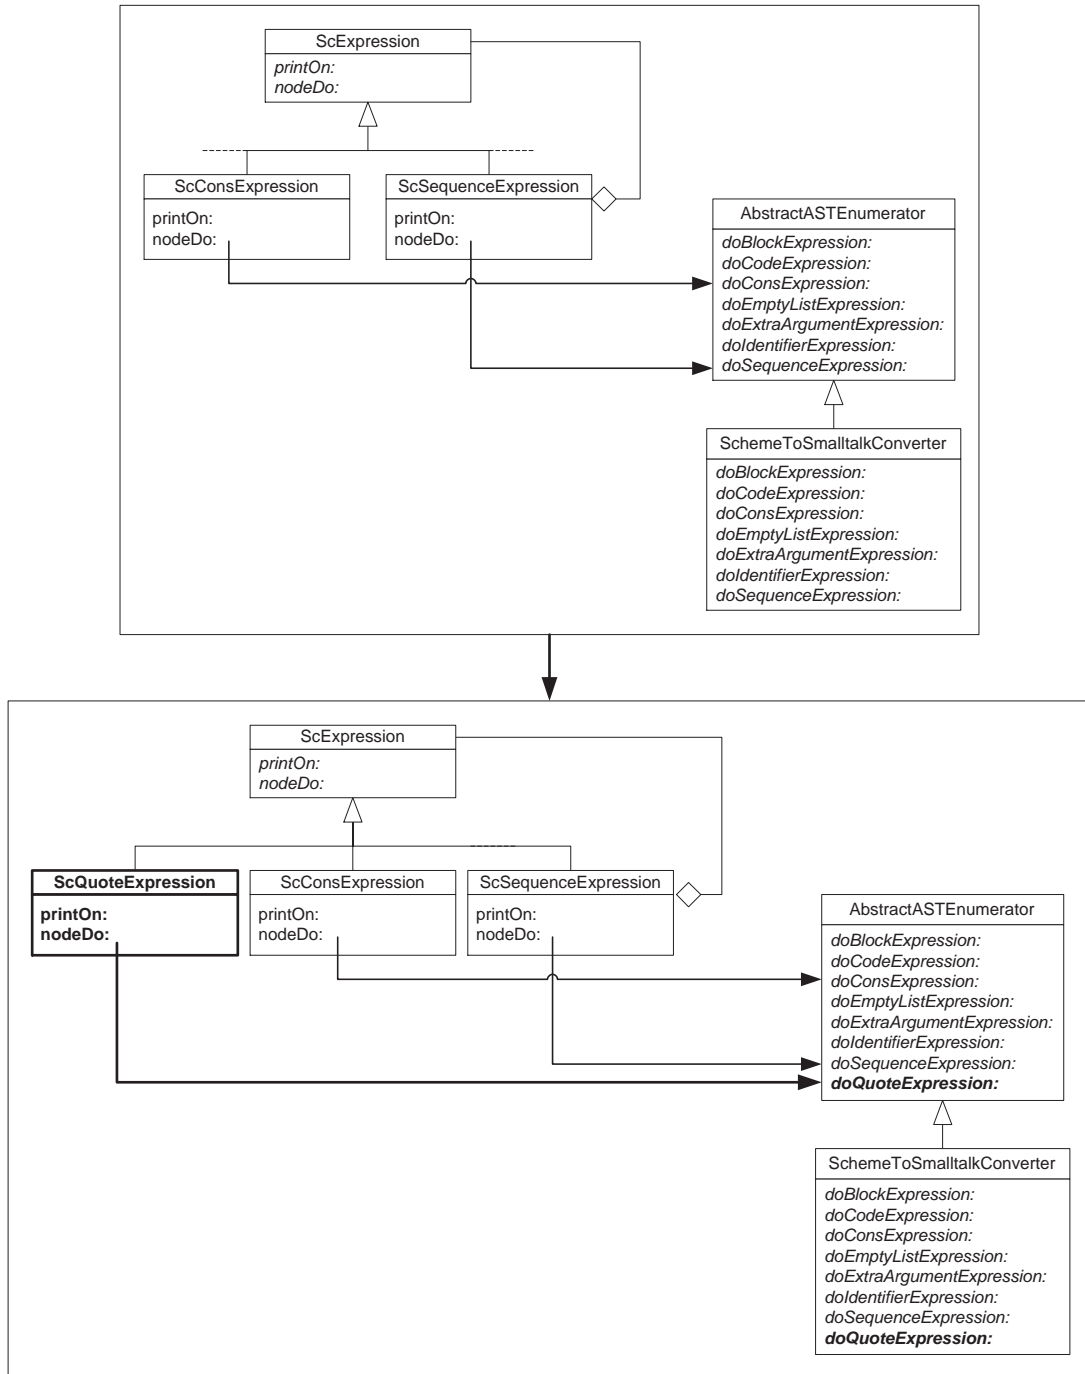 ScExpression
printOn:
nodeDo:
ScConsExpression
printOn:
nodeDo:
ScSequenceExpression
printOn:
nodeDo:
AbstractASTEnumerator
doBlockExpression:
doCodeExpression:
doConsExpression:
doEmptyListExpression:
doExtraArgumentExpression:
doIdentifierExpression:
doSequenceExpression:
SchemeToSmalltalkConverter
doBlockExpression:
doCodeExpression:
doConsExpression:
doEmptyListExpression:
doExtraArgumentExpression:
doIdentifierExpression:
doSequenceExpression:
ScExpression
printOn:
nodeDo:
ScQuoteExpression
printOn:
nodeDo:
ScConsExpression
printOn:
nodeDo:
ScSequenceExpression
printOn:
nodeDo:
AbstractASTEnumerator
doBlockExpression:
doCodeExpression:
doConsExpression:
doEmptyListExpression:
doExtraArgumentExpression:
doIdentifierExpression:
doSequenceExpression:
doQuoteExpression:
SchemeToSmalltalkConverter
doBlockExpression:
doCodeExpression:
doConsExpression:
doEmptyListExpression:
doExtraArgumentExpression:
doIdentifierExpression:
doSequenceExpression:
doQuoteExpression: